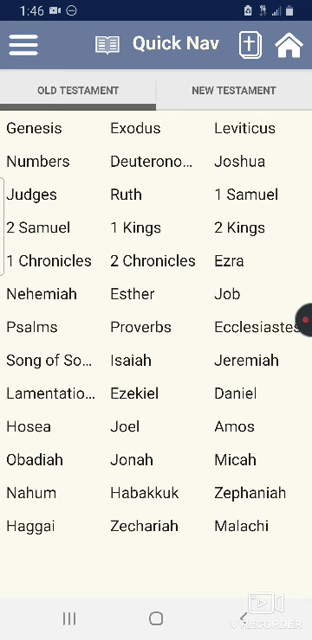 1:46
Quick Nav
OLD TESTAMENT NEW TESTAMENT
Genesis Exodus Leviticus
Numbers Deuterono... Joshua
Judges Ruth 1 Samuel
2 Samuel 1 Kings 2 Kings
1 Chronicles 2 Chronicles Ezra
Nehemiah Esther Job
Psalms Proverbs Ecclesiastes
Song of So... Isaiah Jeremiah
Lamentatio... Ezekiel Daniel
Hosea Joel Amos
Obadiah Jonah Micah
Nahum Habakkuk Zephaniah
Haggai Zechariah Malachi
V RECORDER